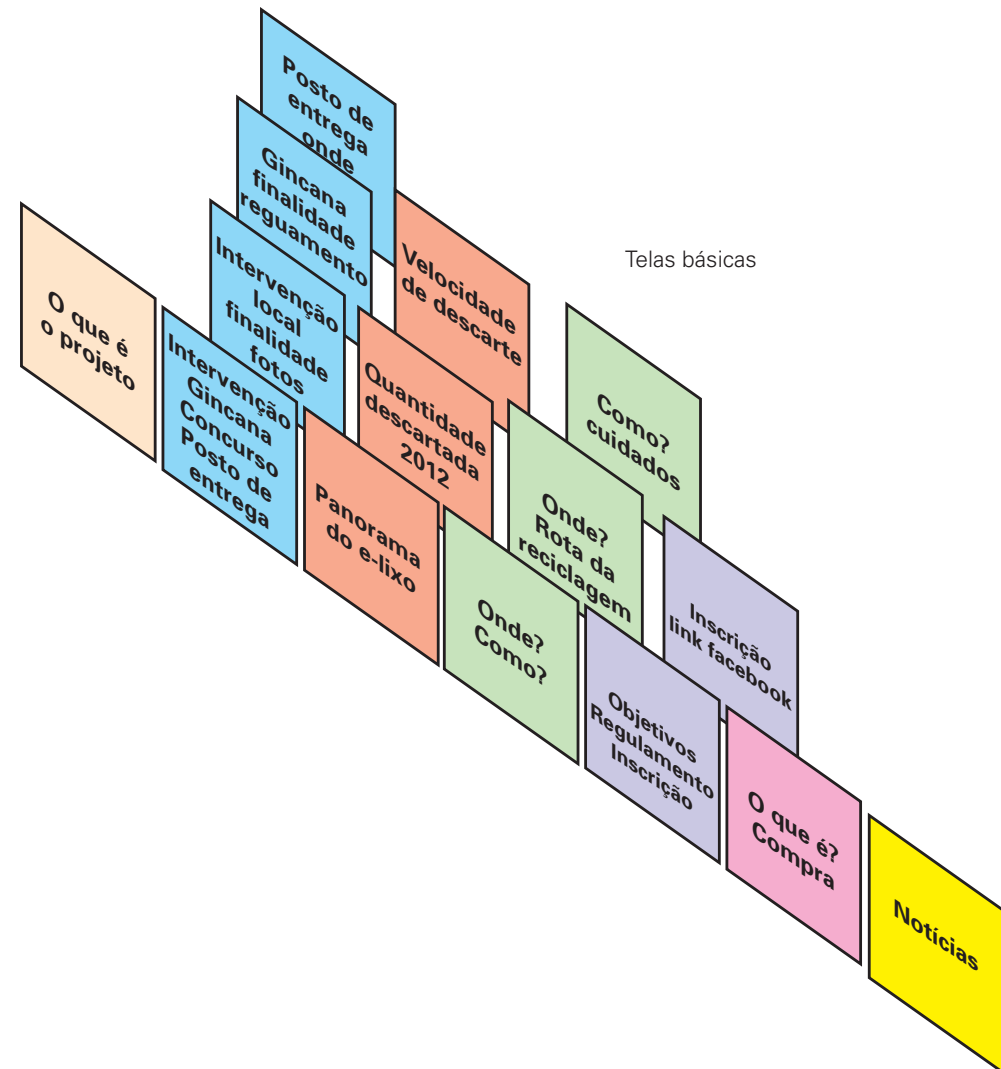 Posto de
entrega
onde
Gincana
finalidade
reguamento
Intervenção
local
finalidade
fotos
O que é
o projeto
Intervenção
Gincana
Concurso
Posto de
entrega
Velocidade
de descarte
Quantidade
descartada
2012
Panorama
do e-lixo
Telas básicas
Como?
cuidados
Onde?
Rota da
reciclagem
Onde?
Como?
Inscrição
link facebook
Objetivos
Regulamento
Inscrição
O que é?
Compra
Notícias